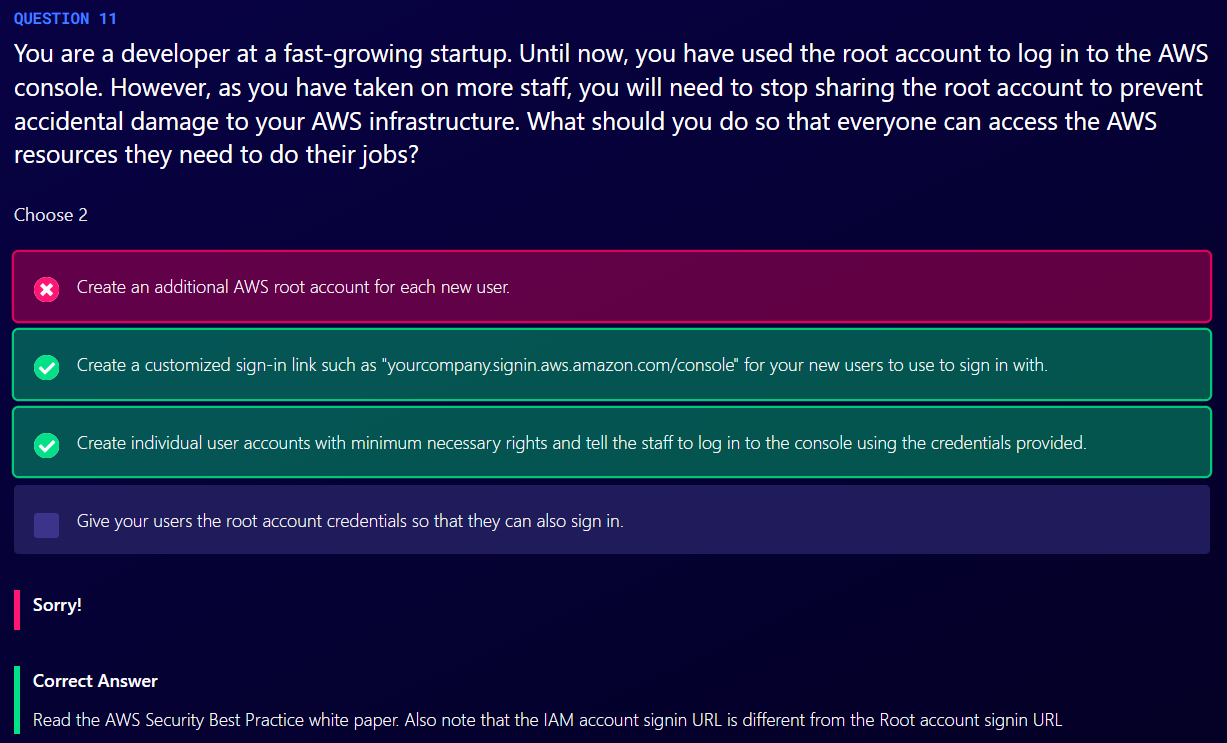 QUESTION 11
You are a developer at a fast-growing startup. Until now, you have used the root account to log in to the AWS
console. However, as you have taken on more staff, you will need to stop sharing the root account to prevent
accidental damage to your AWS infrastructure. What should you do so that everyone can access the AWS
resources they need to do their jobs?
Choose 2
Create an additional AWS root account for each new user.
Create a customized sign-in link such as "yourcompany.signin.aws.amazon.com/console" for your new users to use to sign in with.
Create individual user accounts with minimum necessary rights and tell the staff to log in to the console using the credentials provided.
Give your users the root account credentials so that they can also sign in.
Sorry!
Correct Answer
Read the AWS Security Best Practice white paper. Also note that the IAM account signin URL is different from the Root account signin URL